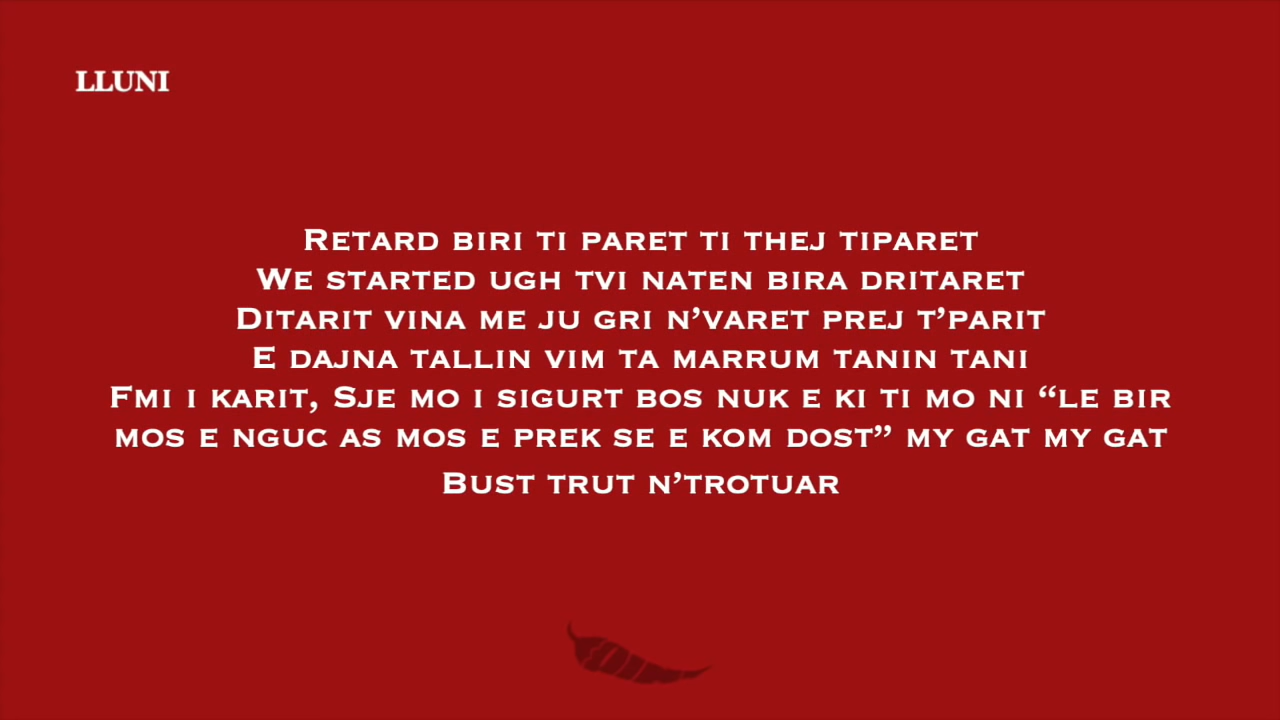 LLUNI
Retard biri ti paret ti thej tiparet
We started ugh tvi naten bira dritaret
Ditarit vina me ju gri n’varet prej t’parit
E dajna tallin vim ta marrum tanin tani
Fmi i karit, Sje mo i sigurt bos nuk e ki ti mo ni “le bir
mos e nguc as mos e prek se e kom dost” my gat my gat
Bust trut n’trotuar